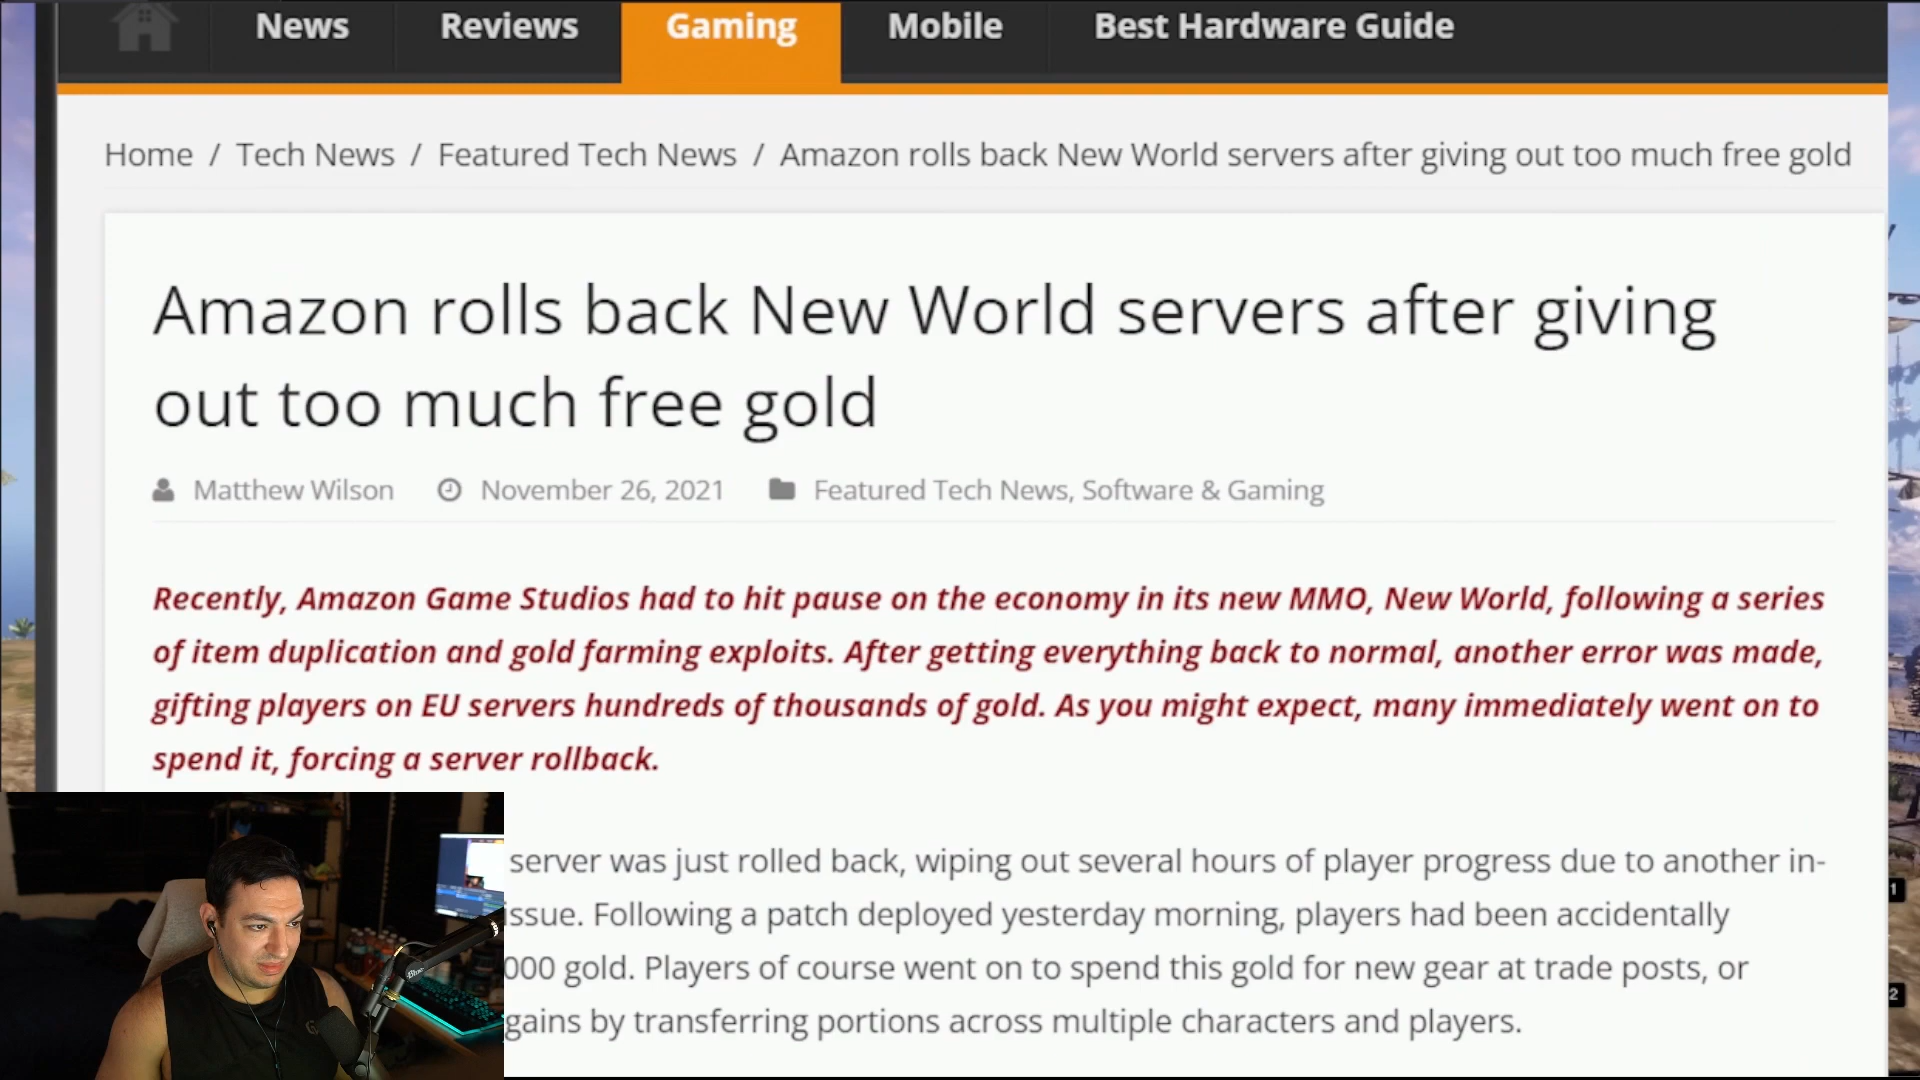 News Reviews Gaming Mobile Best Hardware Guide
Home / Tech News / Featured Tech News / Amazon rolls back New World servers after giving out too much free gold
Amazon rolls back New World servers after giving
out too much free gold
Matthew Wilson November 26, 2021 Featured Tech News, Software & Gaming
Recently, Amazon Game Studios had to hit pause on the economy in its new MMO, New World, following a series
of item duplication and gold farming exploits. After getting everything back to normal, another error was made,
gifting players on EU servers hundreds of thousands of gold. As you might expect, many immediately went on to
spend it, forcing a server rollback.
server was just rolled back, wiping out several hours of player progress due to another in-
issue. Following a patch deployed yesterday morning, players had been accidentally
000 gold. Players of course went on to spend this gold for new gear at trade posts, or
gains by transferring portions across multiple characters and players.
1
2